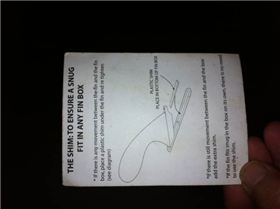 THE SHIM: TO ENSURE A SNUG
FIT IN ANY FIN BOX
* If there is any movement between the fin and the fin
box, place a plastic shim under the fin and re tighten.
(see diagram)
PLASTIC SHIM
PLACE IN BOTTOM OF FIN BOX
* If there is still movement between the fin and the box
add the extra shim.
* If the fin fits snug in the box on its own, there is no need
to use the shim.